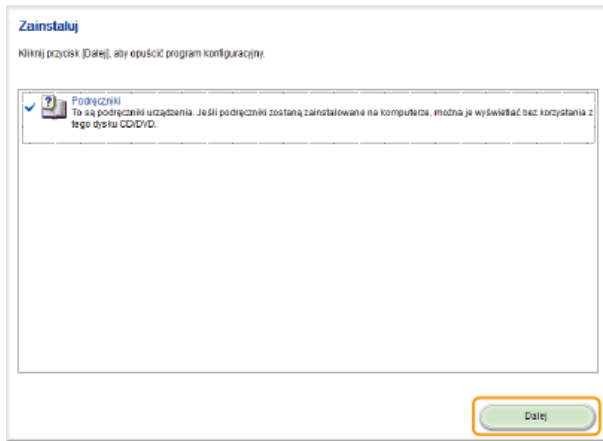 Zainstaluj
Kliknij przycisk [Dalej], aby opuścić program konfiguracyjny.
Podręczniki
To są podręczniki urządzenia. Jeśli podręczniki zostaną zainstalowane na komputerze, można je wyświetlać bez korzystania z
tego dysku CD/DVD.
Dalej